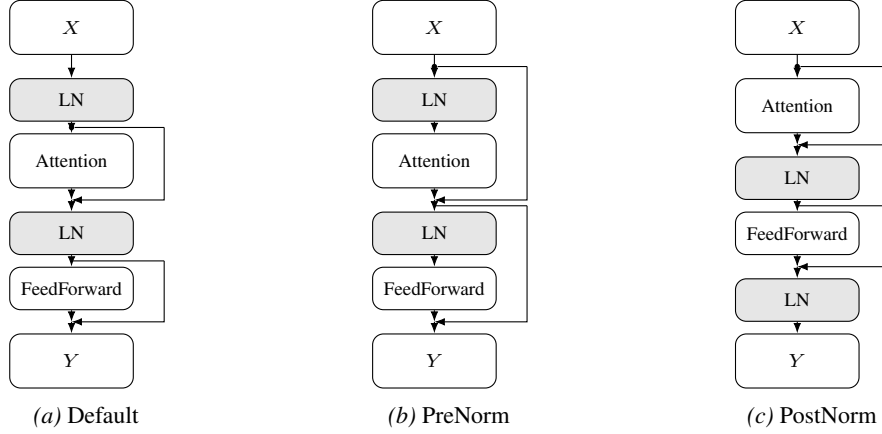 X
LN
Attention
LN
FeedForward
Y
(a) Default
X
LN
Attention
LN
FeedForward
Y
(b) PreNorm
X
Attention
LN
FeedForward
LN
Y
(c) PostNorm